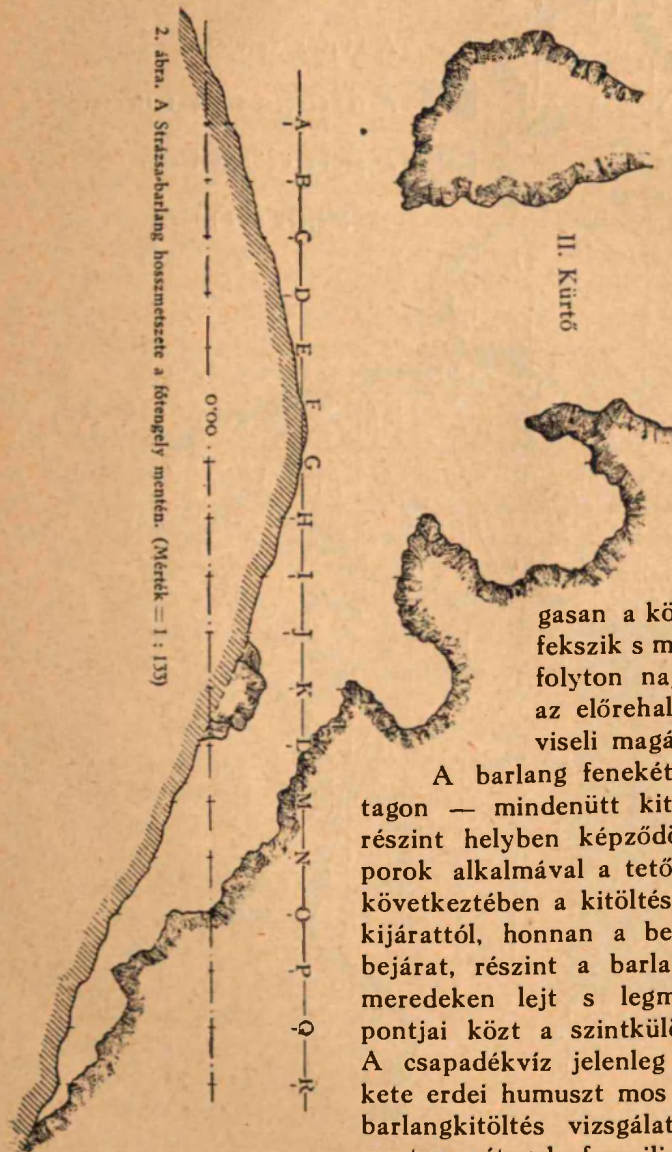 II. Kürtő
A B C D E F G H I J K L M N O P Q R
0'00
2. ábra. A Strázsa-barlang hosszmetszete a főtengely mentén. (Mérték = 1 : 133)
gasan a kö
fekszik s m
folyton na
az előrehal
viseli magá
A barlang fenekét
tagon — mindenütt kit
részint helyben képződö
porok alkalmával a tető
következtében a kitöltés
kijárattól, honnan a be
bejárat, részint a barla
meredeken lejt s legm
pontjai közt a szintkül
A csapadékvíz jelenleg
kete erdei humuszt mos
barlangkitöltés vizsgálat